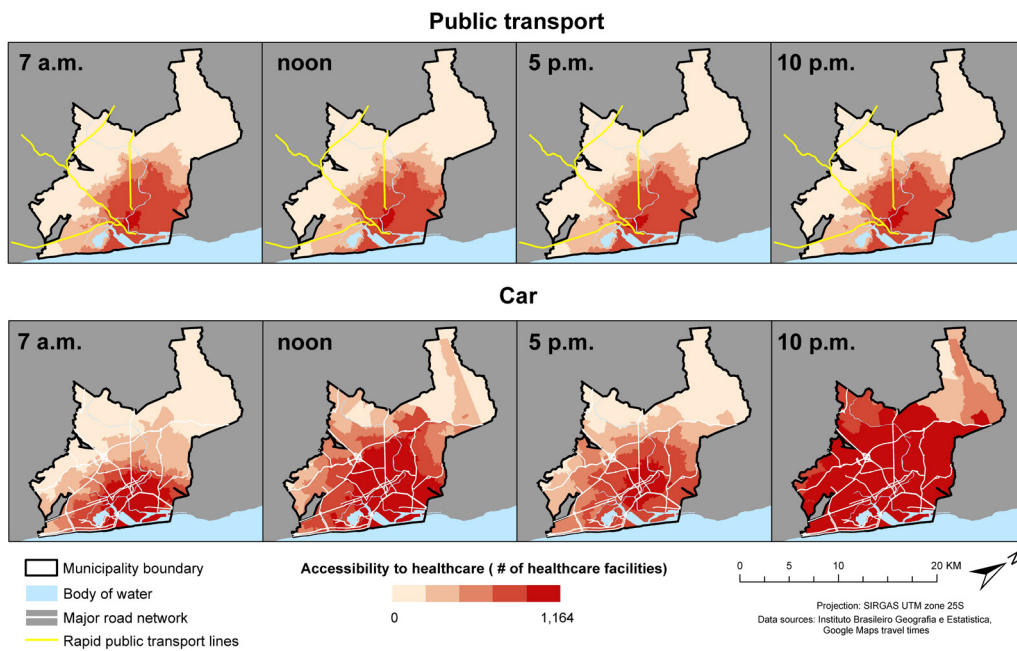 Public transport
7 a.m.
noon
5 p.m.
10 p.m.
Car
7 a.m.
noon
5 p.m.
10 p.m.
Municipality boundary
Body of water
Major road network
Rapid public transport lines
Accessibility to healthcare ( # of healthcare facilities)
0
1,164
0 5 10 20 KM
N
Projection: SIRGAS UTM zone 25S
Data sources: Instituto Brasileiro Geografia e Estatistica,
Google Maps travel times